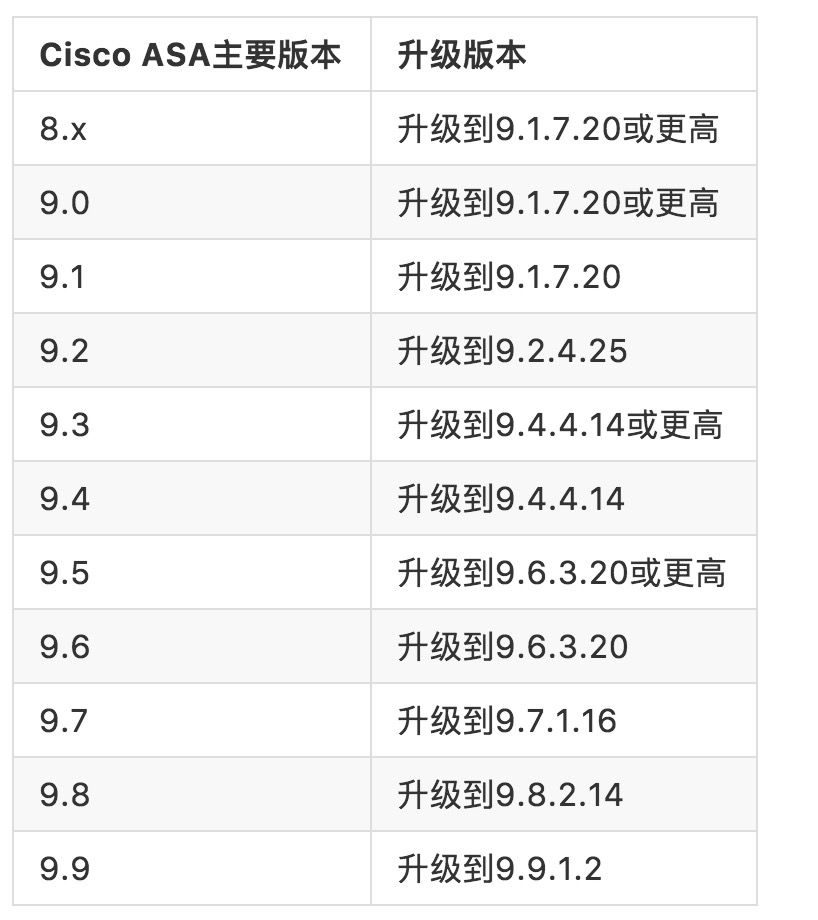 Cisco ASA主要版本 升级版本
8.x 升级到9.1.7.20或更高
9.0 升级到9.1.7.20或更高
9.1 升级到9.1.7.20
9.2 升级到9.2.4.25
9.3 升级到9.4.4.14或更高
9.4 升级到9.4.4.14
9.5 升级到9.6.3.20或更高
9.6 升级到9.6.3.20
9.7 升级到9.7.1.16
9.8 升级到9.8.2.14
9.9 升级到9.9.1.2